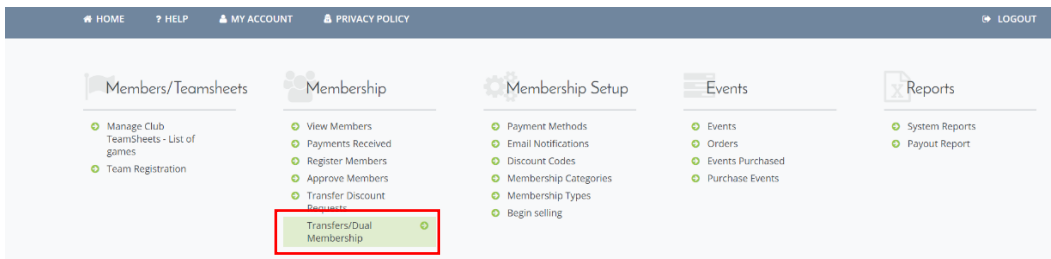 HOME ? HELP MY ACCOUNT PRIVACY POLICY LOGOUT
Members/Teamsheets
Manage Club
TeamSheets - List of
games
Team Registration
Membership
View Members
Payments Received
Register Members
Approve Members
Transfer Discount
Requests
Transfers/Dual
Membership
Membership Setup
Payment Methods
Email Notifications
Discount Codes
Membership Categories
Membership Types
Begin selling
Events
Events
Orders
Events Purchased
Purchase Events
X Reports
System Reports
Payout Report